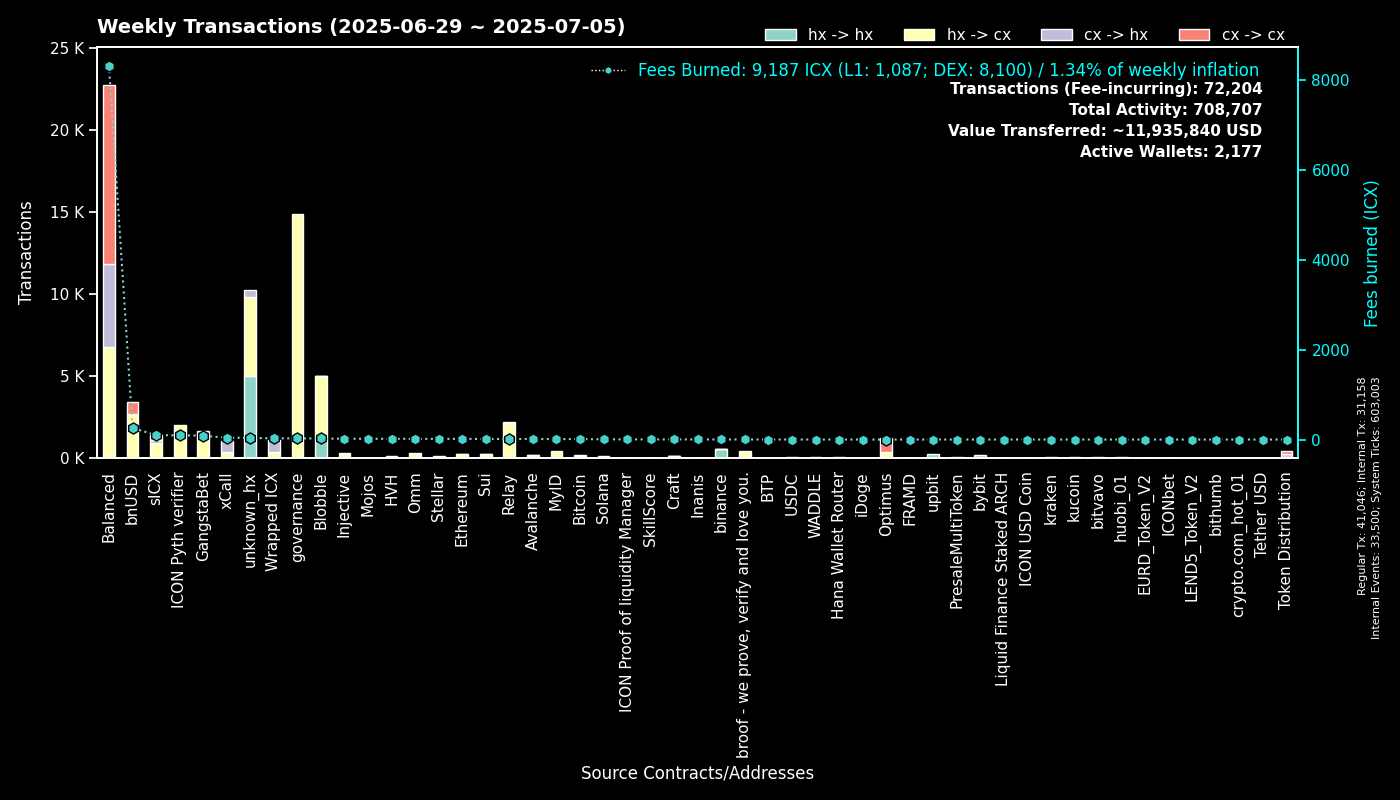 Weekly Transactions (2025-06-29 ~ 2025-07-05)
hx -> hx
hx -> cx
cx -> hx
cx -> cx
Fees Burned: 9,187 ICX (L1: 1,087; DEX: 8,100) / 1.34% of weekly inflation
Transactions (Fee-incurring): 72,204
Total Activity: 708,707
Value Transferred: ~11,935,840 USD
Active Wallets: 2,177
25 K
20 K
15 K
10 K
5 K
0 K
Transactions
8000
6000
4000
2000
0
Fees burned (ICX)
Regular Tx: 41,046; Internal Tx: 31,158
Internal Events: 33,500; System Ticks: 603,003
Balanced
bnUSD
sICX
ICON Pyth verifier
GangstaBet
xCall
unknown_hx
Wrapped ICX
governance
Blobble
Injective
Mojos
HVH
Omm
Stellar
Ethereum
Sui
Relay
Avalanche
MyID
Bitcoin
Solana
ICON Proof of liquidity Manager
SkillScore
Craft
Inanis
binance
broof - we prove, verify and love you.
BTP
USDC
WADDLE
Hana Wallet Router
iDoge
Optimus
FRAMD
upbit
PresaleMultiToken
bybit
Liquid Finance Staked ARCH
ICON USD Coin
kraken
kucoin
bitvavo
huobi_01
EURD_Token_V2
ICONbet
LEND5_Token_V2
bithumb
crypto.com_hot_01
Tether USD
Token Distribution
Source Contracts/Addresses